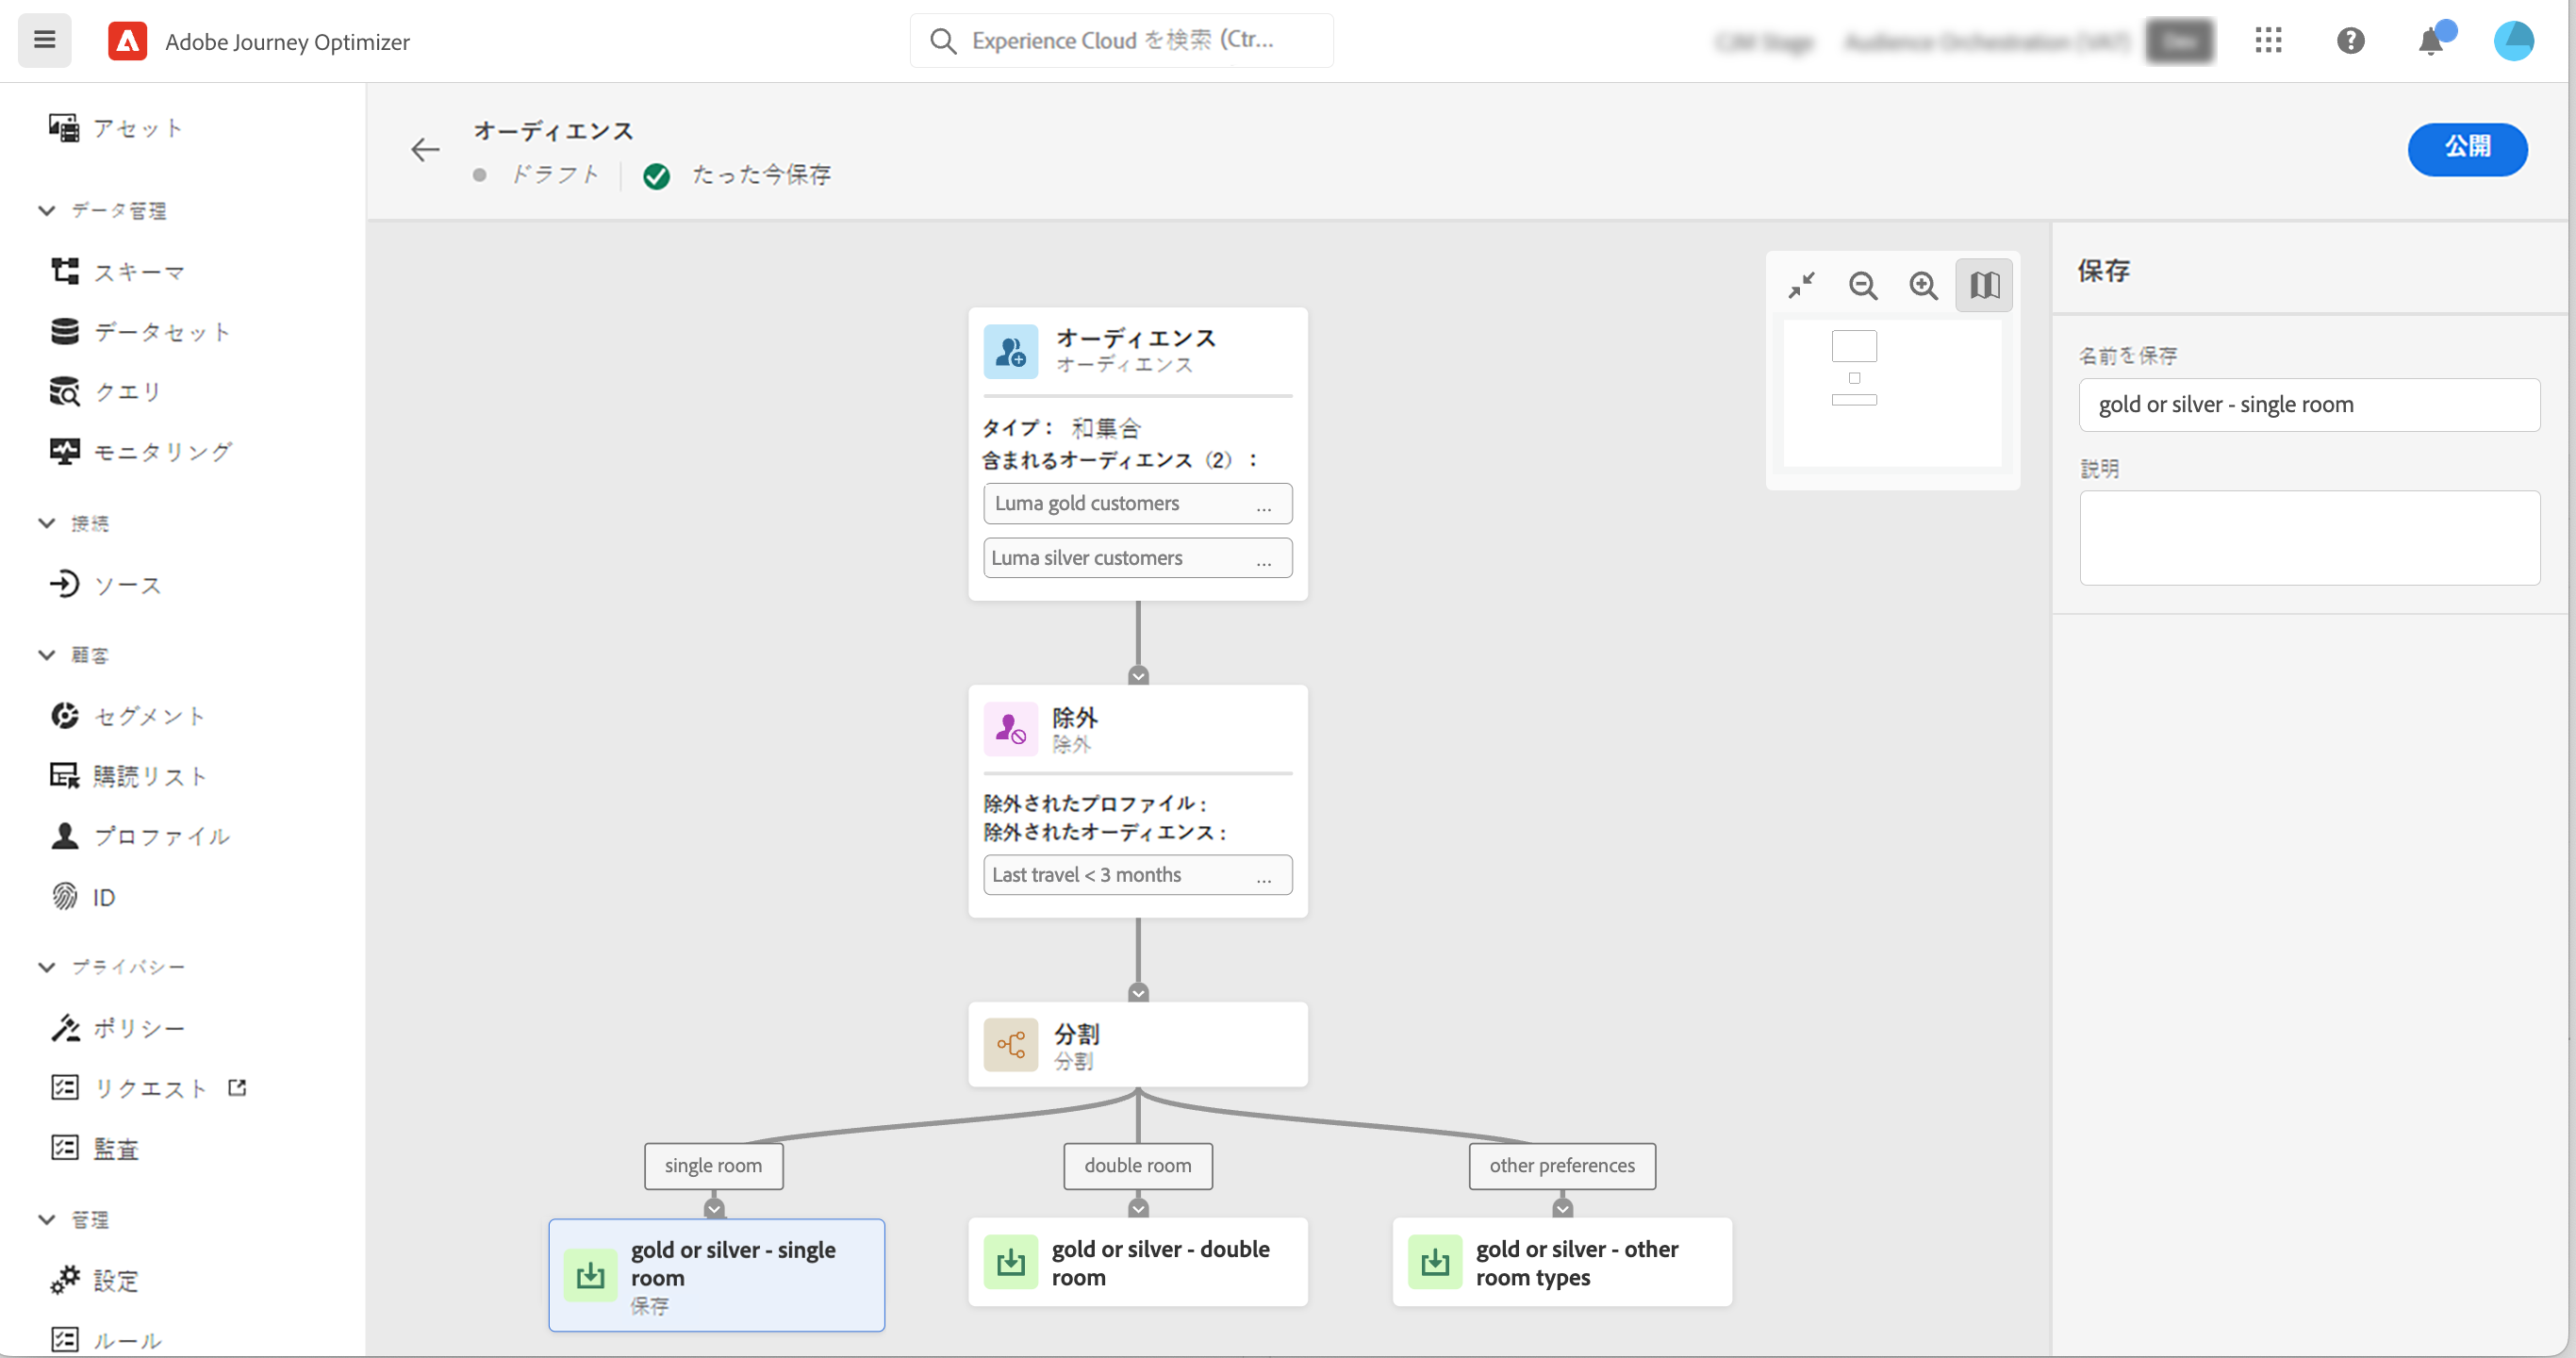 Adobe Journey Optimizer
Experience Cloud を検索 (Ctr...
アセット
データ管理
スキーマ
データセット
クエリ
モニタリング
接続
ソース
顧客
セグメント
購読リスト
プロファイル
ID
プライバシー
ポリシー
リクエスト
監査
管理
設定
ルール
オーディエンス
ドラフト
たった今保存
公開
オーディエンス
オーディエンス
タイプ： 和集合
含まれるオーディエンス（2）：
Luma gold customers ...
Luma silver customers ...
除外
除外
除外されたプロファイル :
除外されたオーディエンス :
Last travel < 3 months ...
分割
分割
single room
double room
other preferences
gold or silver - single
room
保存
gold or silver - double
room
gold or silver - other
room types
保存
名前を保存
gold or silver - single room
説明